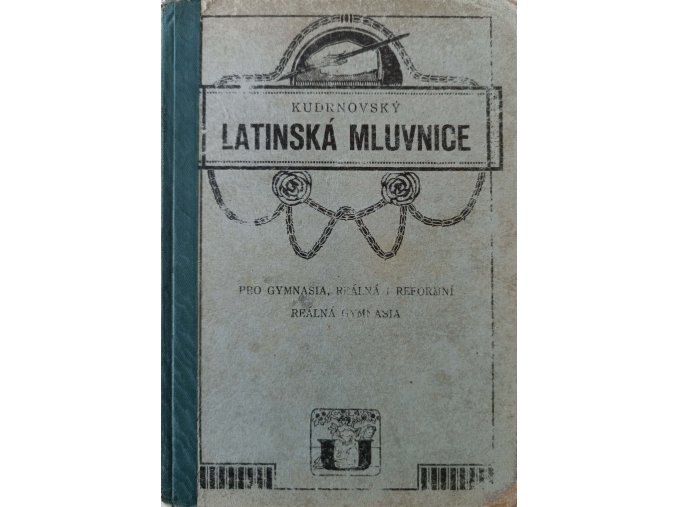 KUDRNOVSKÝ
LATINSKÁ MLUVNICE
PRO GYMNASIA, REÁLNÁ I REFORMNÍ
REÁLNÁ GYMNASIA
U